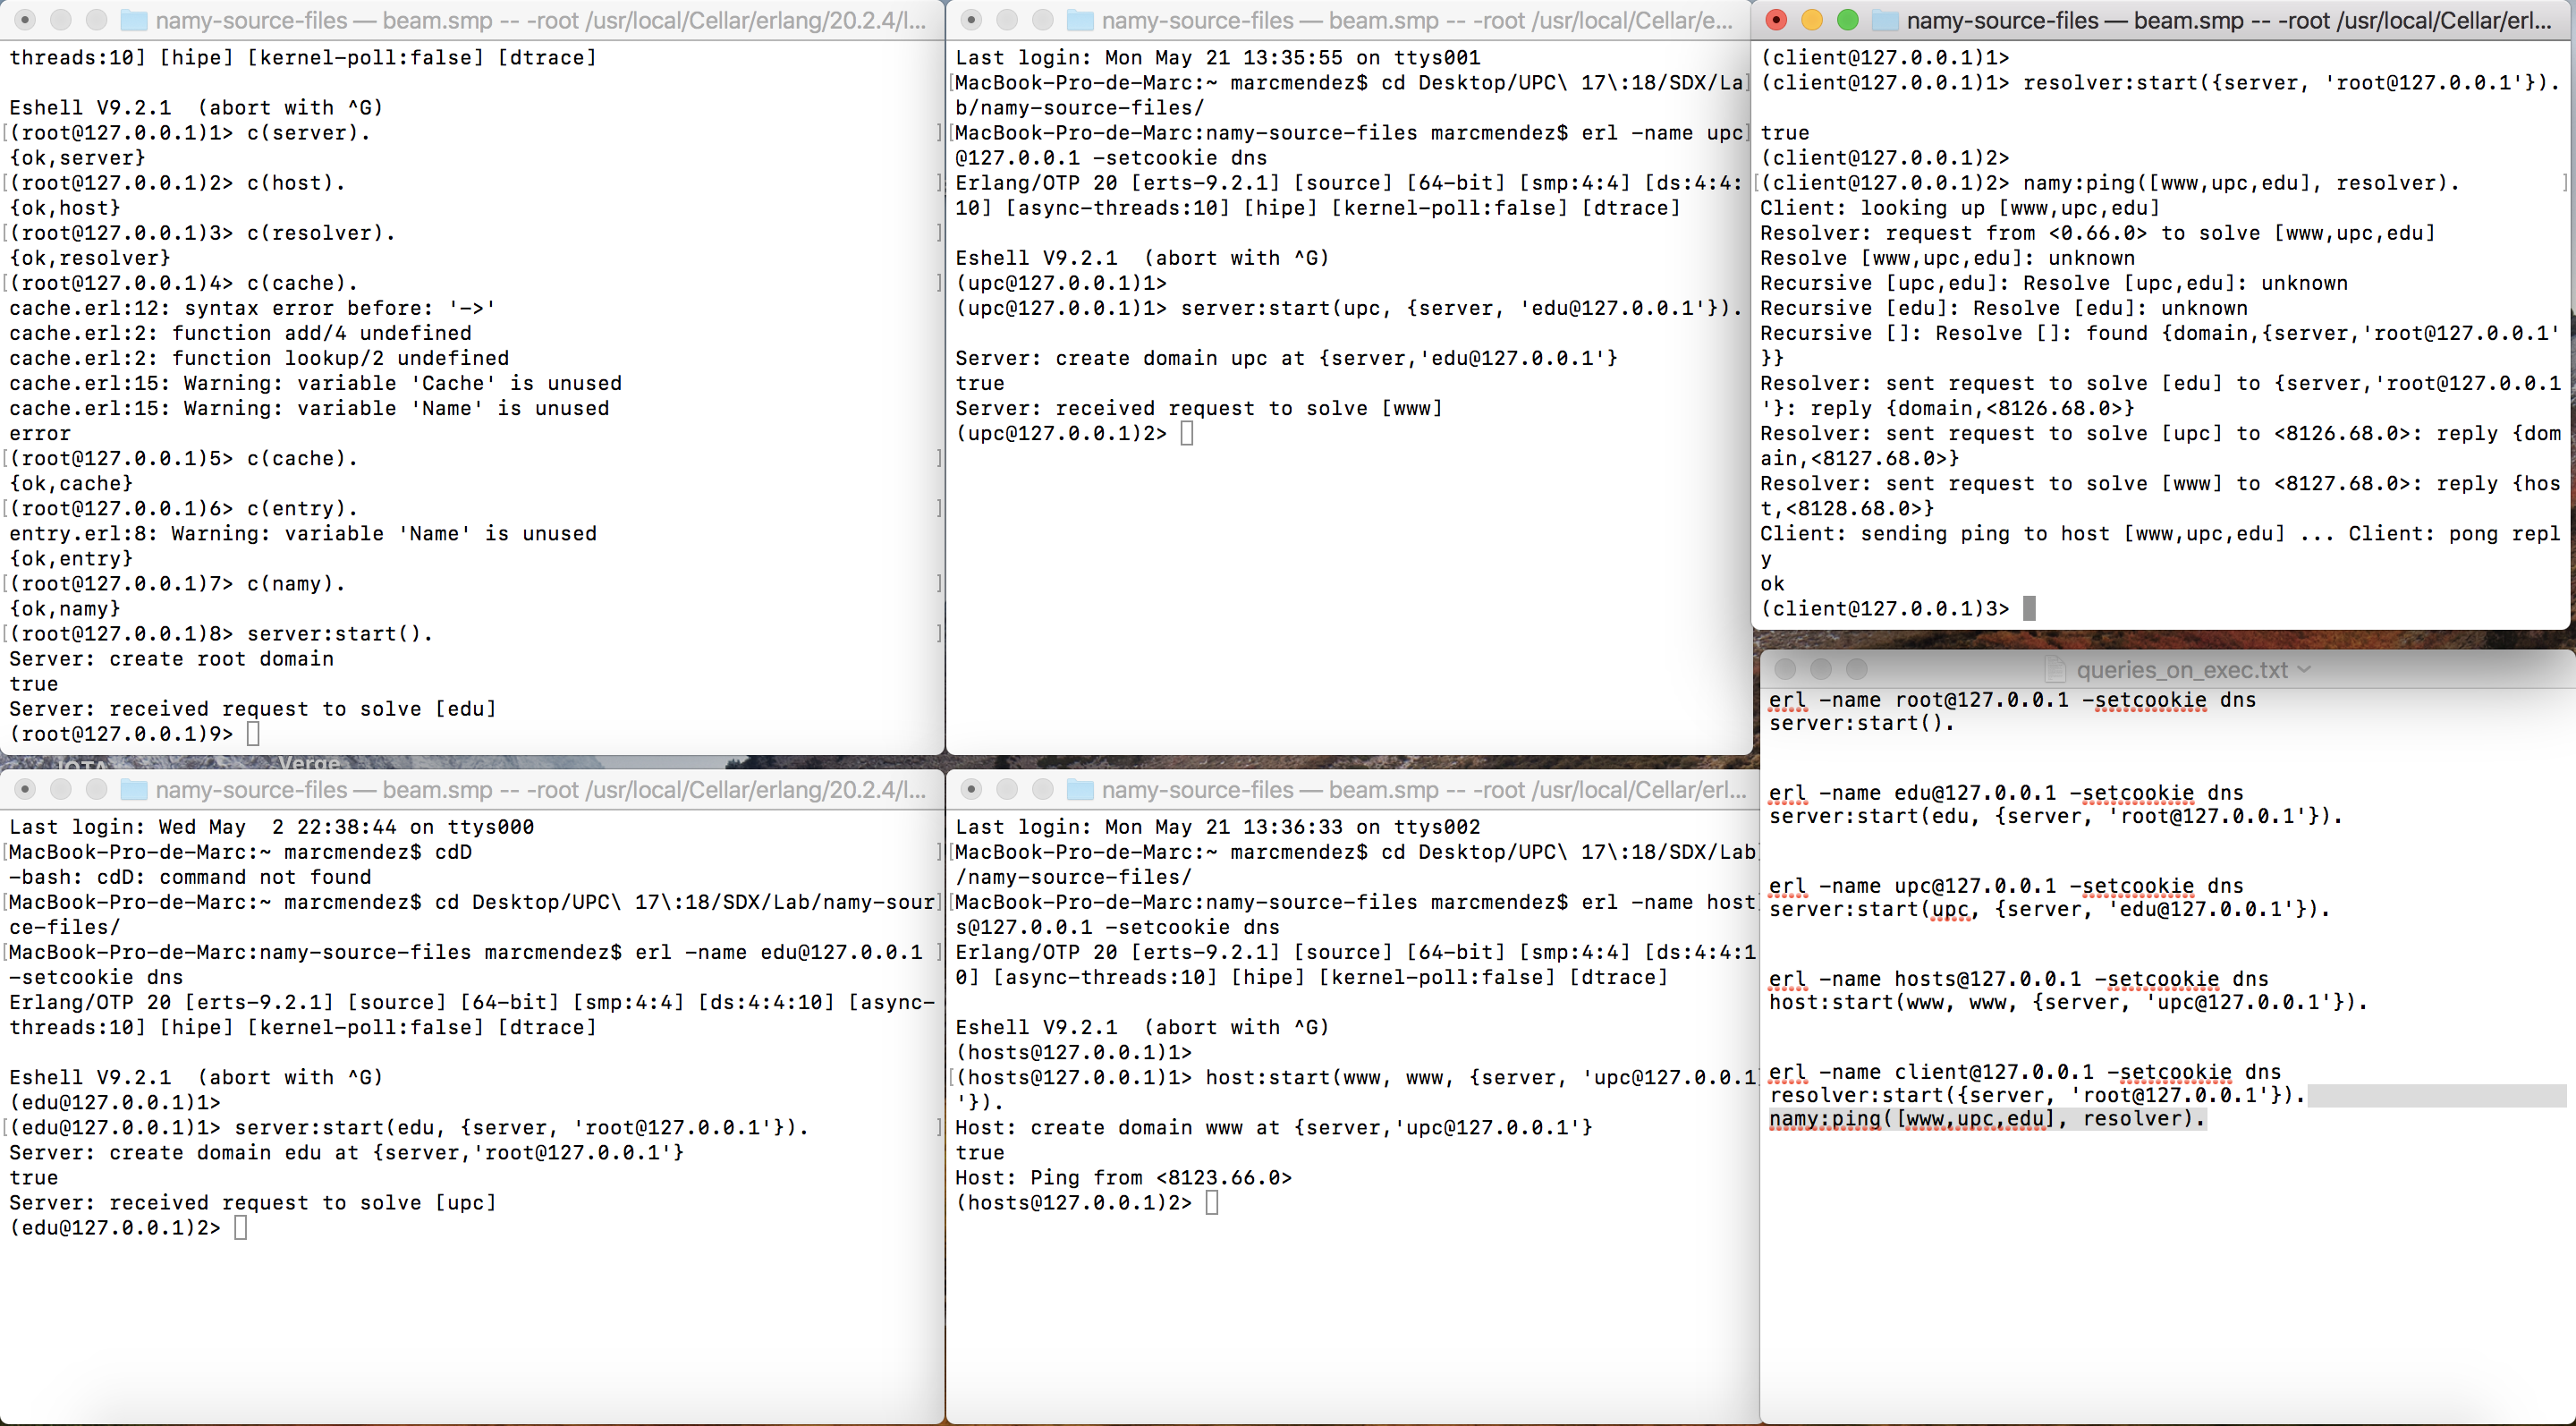 namy-source-files — beam.smp -- -root /usr/local/Cellar/erlang/20.2.4/l...
threads:10] [hipe] [kernel-poll:false] [dtrace]
Eshell V9.2.1  (abort with ^G)
[(root@127.0.0.1)1> c(server).
{ok,server}
[(root@127.0.0.1)2> c(host).
{ok,host}
[(root@127.0.0.1)3> c(resolver).
{ok,resolver}
[(root@127.0.0.1)4> c(cache).
cache.erl:12: syntax error before: '->'
cache.erl:2: function add/4 undefined
cache.erl:2: function lookup/2 undefined
cache.erl:15: Warning: variable 'Cache' is unused
cache.erl:15: Warning: variable 'Name' is unused
error
[(root@127.0.0.1)5> c(cache).
{ok,cache}
[(root@127.0.0.1)6> c(entry).
entry.erl:8: Warning: variable 'Name' is unused
{ok,entry}
[(root@127.0.0.1)7> c(namy).
{ok,namy}
[(root@127.0.0.1)8> server:start().
Server: create root domain
true
Server: received request to solve [edu]
(root@127.0.0.1)9>
namy-source-files — beam.smp -- -root /usr/local/Cellar/e...
Last login: Mon May 21 13:35:55 on ttys001
[MacBook-Pro-de-Marc:~ marcmendez$ cd Desktop/UPC\ 17\:18/SDX/La]
b/namy-source-files/
[MacBook-Pro-de-Marc:namy-source-files marcmendez$ erl -name upc]
@127.0.0.1 -setcookie dns
Erlang/OTP 20 [erts-9.2.1] [source] [64-bit] [smp:4:4] [ds:4:4:
10] [async-threads:10] [hipe] [kernel-poll:false] [dtrace]
Eshell V9.2.1  (abort with ^G)
(upc@127.0.0.1)1>
(upc@127.0.0.1)1> server:start(upc, {server, 'edu@127.0.0.1'}).
Server: create domain upc at {server,'edu@127.0.0.1'}
true
Server: received request to solve [www]
(upc@127.0.0.1)2>
namy-source-files — beam.smp -- -root /usr/local/Cellar/erl...
(client@127.0.0.1)1>
[(client@127.0.0.1)1> resolver:start({server, 'root@127.0.0.1'}).
true
(client@127.0.0.1)2>
[(client@127.0.0.1)2> namy:ping([www,upc,edu], resolver). ]
Client: looking up [www,upc,edu]
Resolver: request from <0.66.0> to solve [www,upc,edu]
Resolve [www,upc,edu]: unknown
Recursive [upc,edu]: Resolve [upc,edu]: unknown
Recursive [edu]: Resolve [edu]: unknown
Recursive []: Resolve []: found {domain,{server,'root@127.0.0.1'
}}
Resolver: sent request to solve [edu] to {server,'root@127.0.0.1
'}: reply {domain,<8126.68.0>}
Resolver: sent request to solve [upc] to <8126.68.0>: reply {dom
ain,<8127.68.0>}
Resolver: sent request to solve [www] to <8127.68.0>: reply {hos
t,<8128.68.0>}
Client: sending ping to host [www,upc,edu] ... Client: pong repl
y
ok
(client@127.0.0.1)3>
Verge
namy-source-files — beam.smp -- -root /usr/local/Cellar/erlang/20.2.4/l...
Last login: Wed May  2 22:38:44 on ttys000
[MacBook-Pro-de-Marc:~ marcmendez$ cdD ]
-bash: cdD: command not found
[MacBook-Pro-de-Marc:~ marcmendez$ cd Desktop/UPC\ 17\:18/SDX/Lab/namy-sour]
ce-files/
[MacBook-Pro-de-Marc:namy-source-files marcmendez$ erl -name edu@127.0.0.1 ]
-setcookie dns
Erlang/OTP 20 [erts-9.2.1] [source] [64-bit] [smp:4:4] [ds:4:4:10] [async-
threads:10] [hipe] [kernel-poll:false] [dtrace]
Eshell V9.2.1  (abort with ^G)
(edu@127.0.0.1)1>
[(edu@127.0.0.1)1> server:start(edu, {server, 'root@127.0.0.1'}). ]
Server: create domain edu at {server,'root@127.0.0.1'}
true
Server: received request to solve [upc]
(edu@127.0.0.1)2>
namy-source-files — beam.smp -- -root /usr/local/Cellar/erl...
Last login: Mon May 21 13:36:33 on ttys002
[MacBook-Pro-de-Marc:~ marcmendez$ cd Desktop/UPC\ 17\:18/SDX/Lab
/namy-source-files/
[MacBook-Pro-de-Marc:namy-source-files marcmendez$ erl -name host
s@127.0.0.1 -setcookie dns
Erlang/OTP 20 [erts-9.2.1] [source] [64-bit] [smp:4:4] [ds:4:4:1
0] [async-threads:10] [hipe] [kernel-poll:false] [dtrace]
Eshell V9.2.1  (abort with ^G)
(hosts@127.0.0.1)1>
[(hosts@127.0.0.1)1> host:start(www, www, {server, 'upc@127.0.0.1
'}).
Host: create domain www at {server,'upc@127.0.0.1'}
true
Host: Ping from <8123.66.0>
(hosts@127.0.0.1)2>
queries_on_exec.txt
erl -name root@127.0.0.1 -setcookie dns
server:start().
erl -name edu@127.0.0.1 -setcookie dns
server:start(edu, {server, 'root@127.0.0.1'}).
erl -name upc@127.0.0.1 -setcookie dns
server:start(upc, {server, 'edu@127.0.0.1'}).
erl -name hosts@127.0.0.1 -setcookie dns
host:start(www, www, {server, 'upc@127.0.0.1'}).
erl -name client@127.0.0.1 -setcookie dns
resolver:start({server, 'root@127.0.0.1'}).
namy:ping([www,upc,edu], resolver).